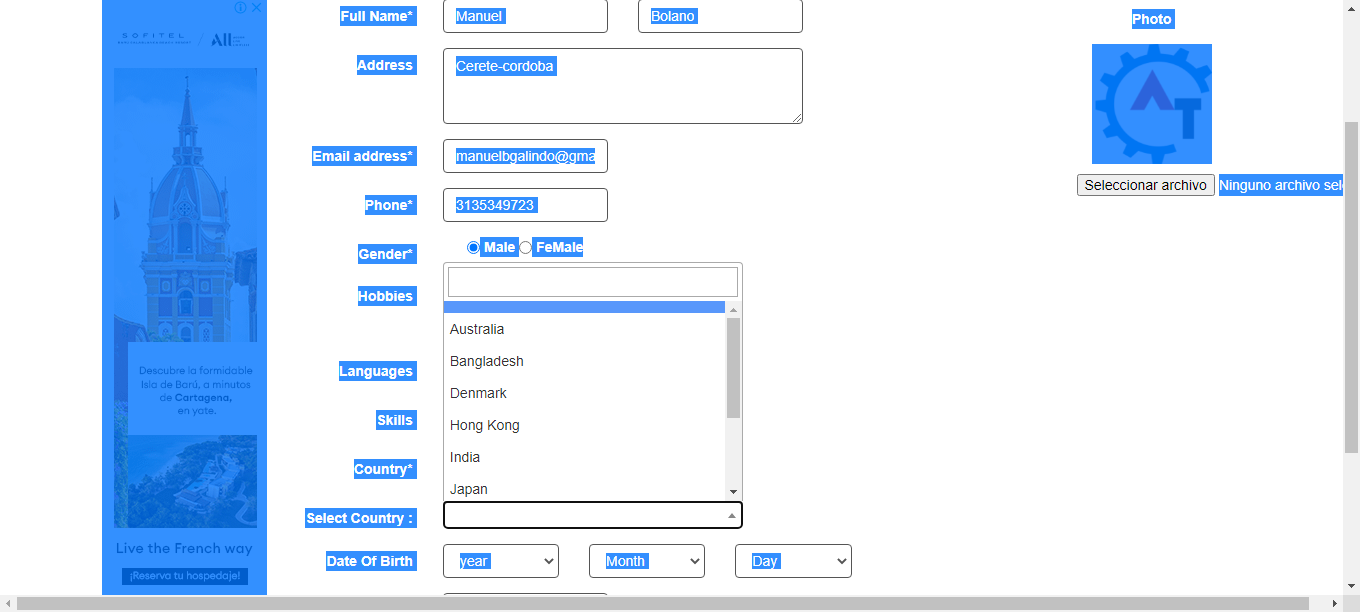 SOFITEL
All
Full Name*
Manuel
Bolano
Photo
Address
Cerete-cordoba
AT
Email address*
manuelbgalindo@gma
Seleccionar archivo
Ninguno archivo sel
Phone*
3135349723
Gender*
Male
FeMale
Hobbies
Australia
Bangladesh
Denmark
Hong Kong
India
Japan
Languages
Skills
Country*
Select Country :
Date Of Birth
year
Month
Day
Descubre la formidable
Isla de Barú, a minutos
de Cartagena,
en yate.
Live the French way
¡Reserva tu hospedaje!